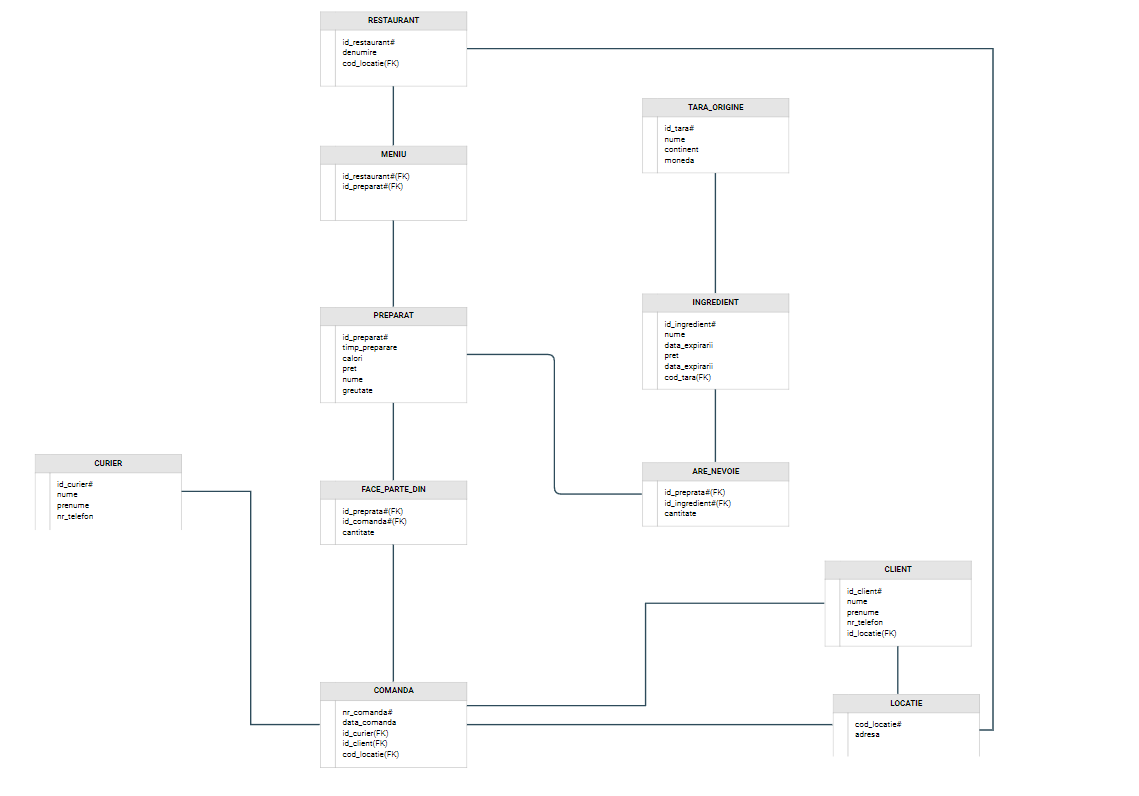 RESTAURANT
id_restaurant#
denumire
cod_locatie(FK)
TARA_ORIGINE
id_tara#
nume
continent
moneda
MENIU
id_restaurant#(FK)
id_preparat#(FK)
PREPARAT
id_preparat#
timp_preparare
calori
pret
nume
greutate
INGREDIENT
id_ingredient#
nume
data_expirarii
pret
data_expirarii
cod_tara(FK)
CURIER
id_curier#
nume
prenume
nr_telefon
FACE_PARTE_DIN
id_preprata#(FK)
id_comanda#(FK)
cantitate
ARE_NEVOIE
id_preprata#(FK)
id_ingredient#(FK)
cantitate
CLIENT
id_client#
nume
prenume
nr_telefon
id_locatie(FK)
COMANDA
nr_comanda#
data_comanda
id_curier(FK)
id_client(FK)
cod_locatie(FK)
LOCATIE
cod_locatie#
adresa